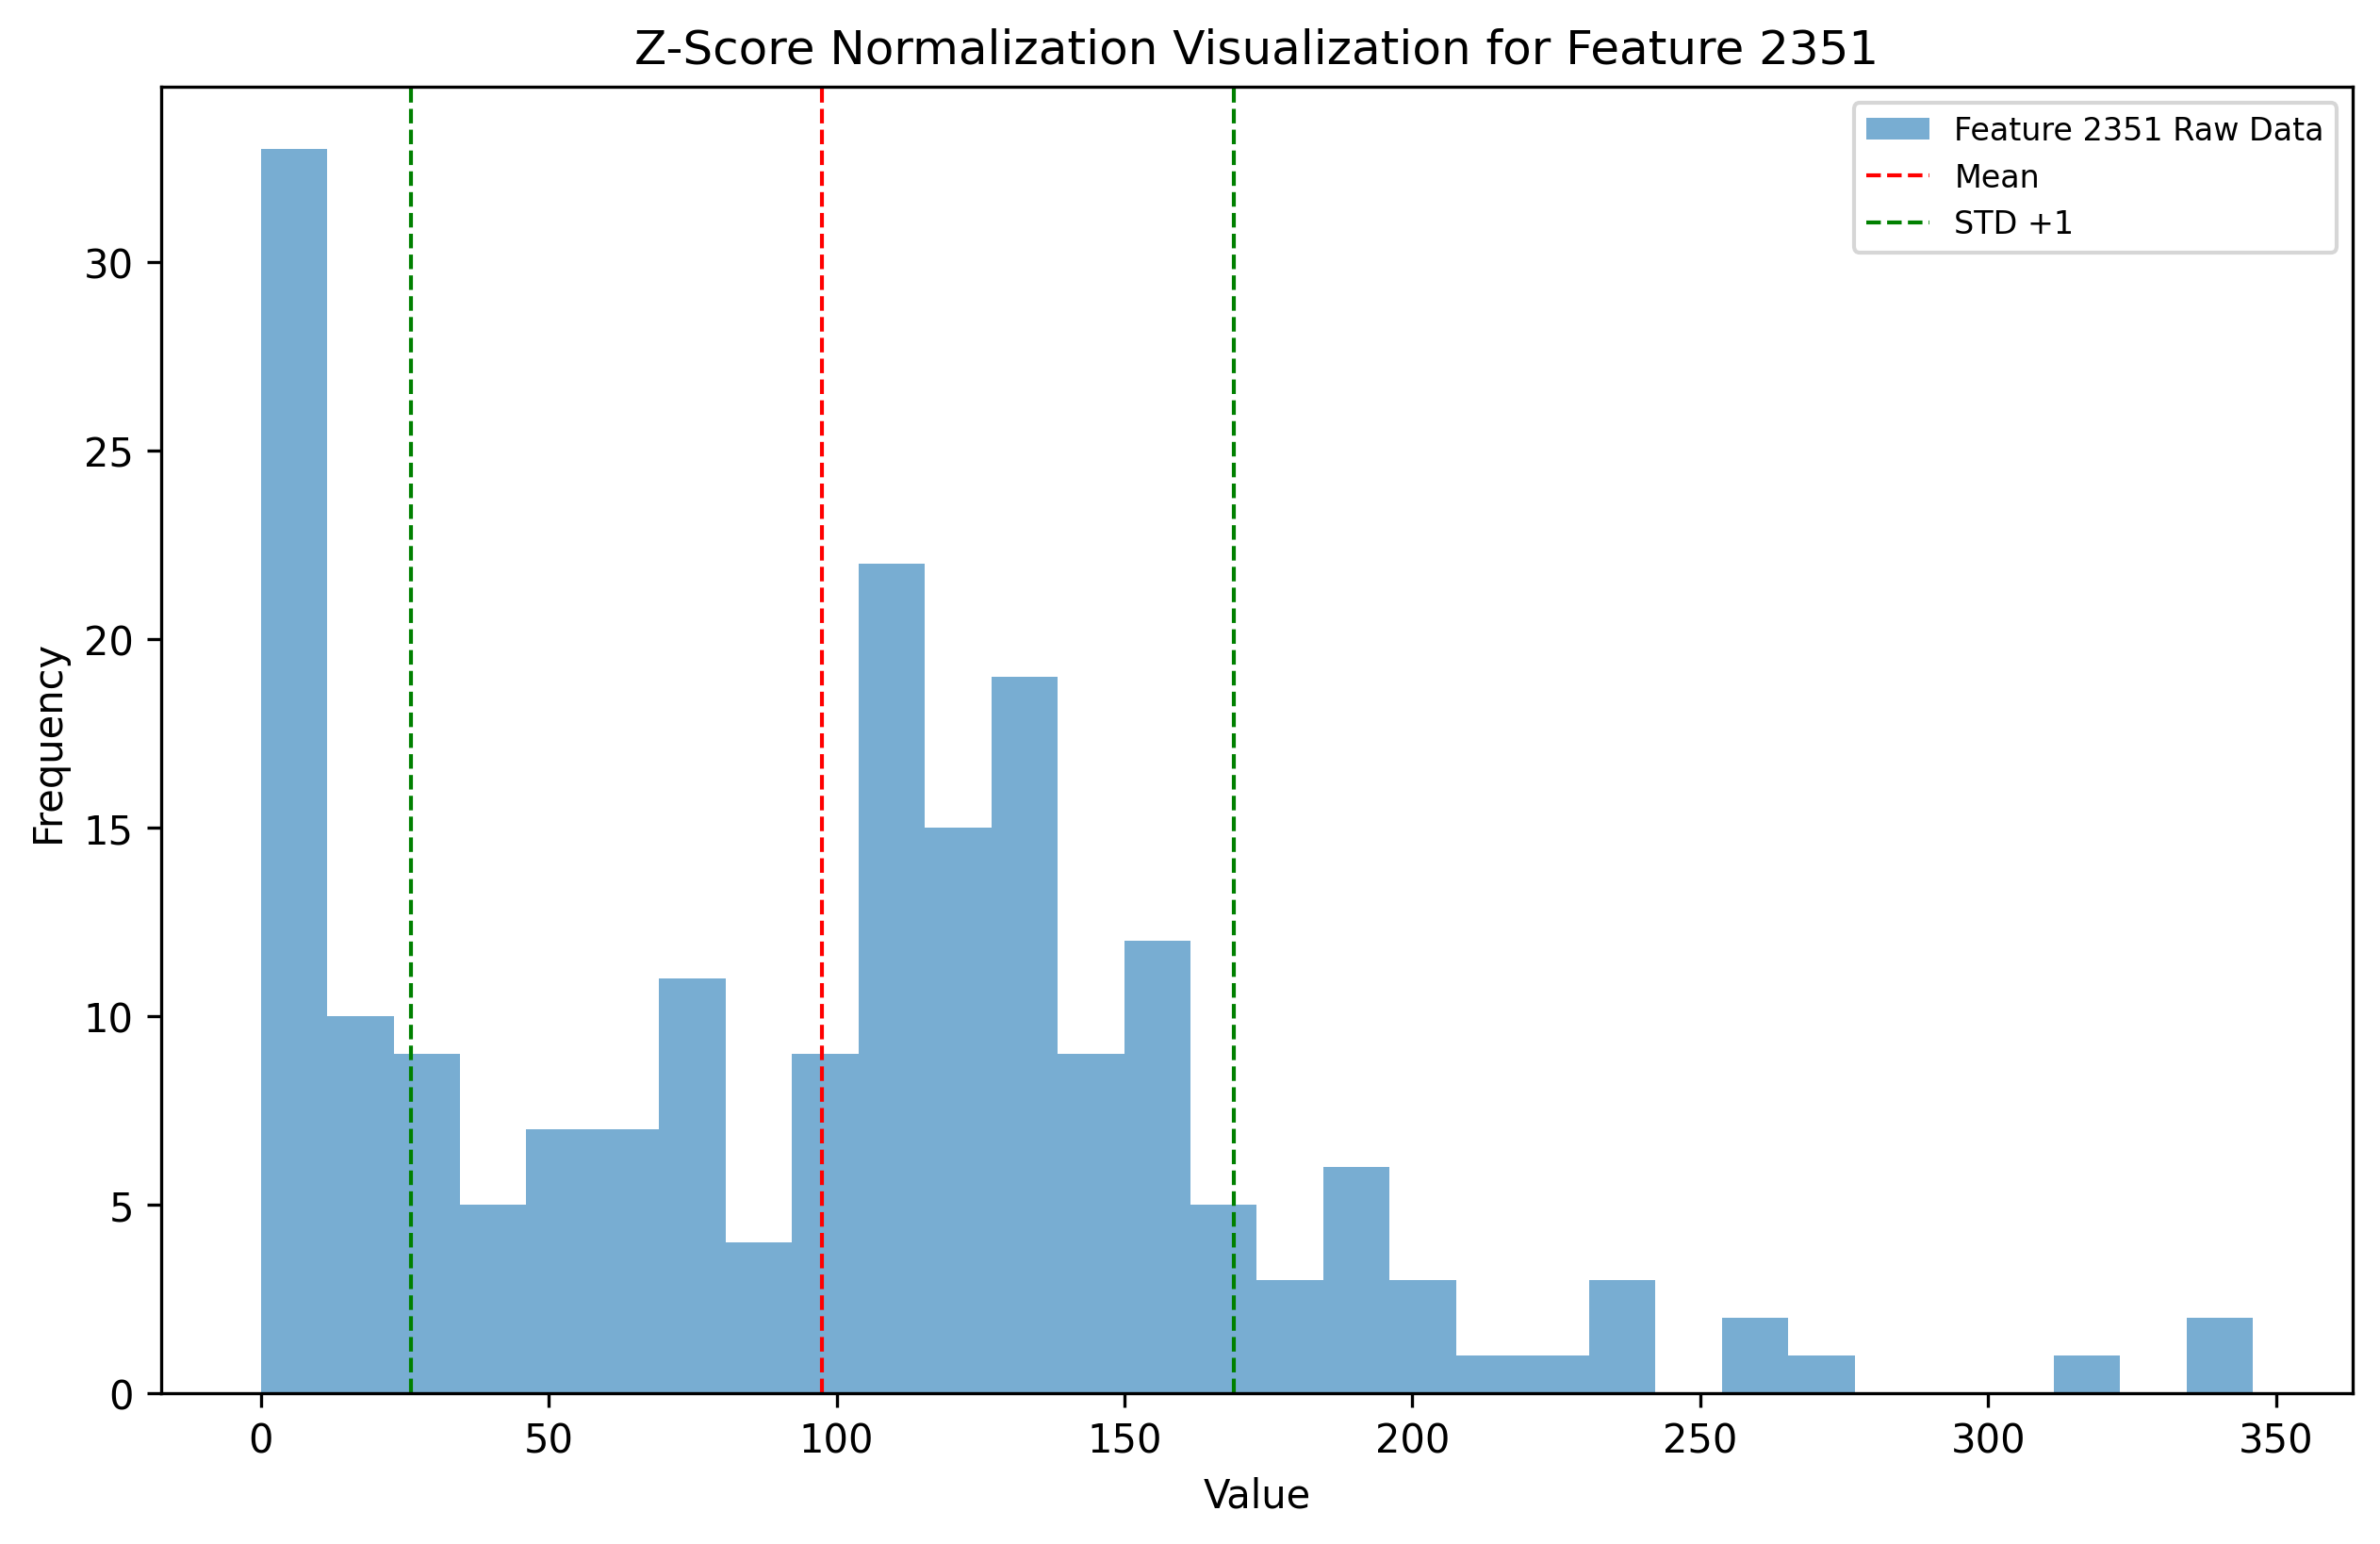 Z-Score Normalization Visualization for Feature 2351
Feature 2351 Raw Data
Mean
STD +1
Frequency
30
25
20
15
10
5
0
0 50 100 150 200 250 300 350
Value